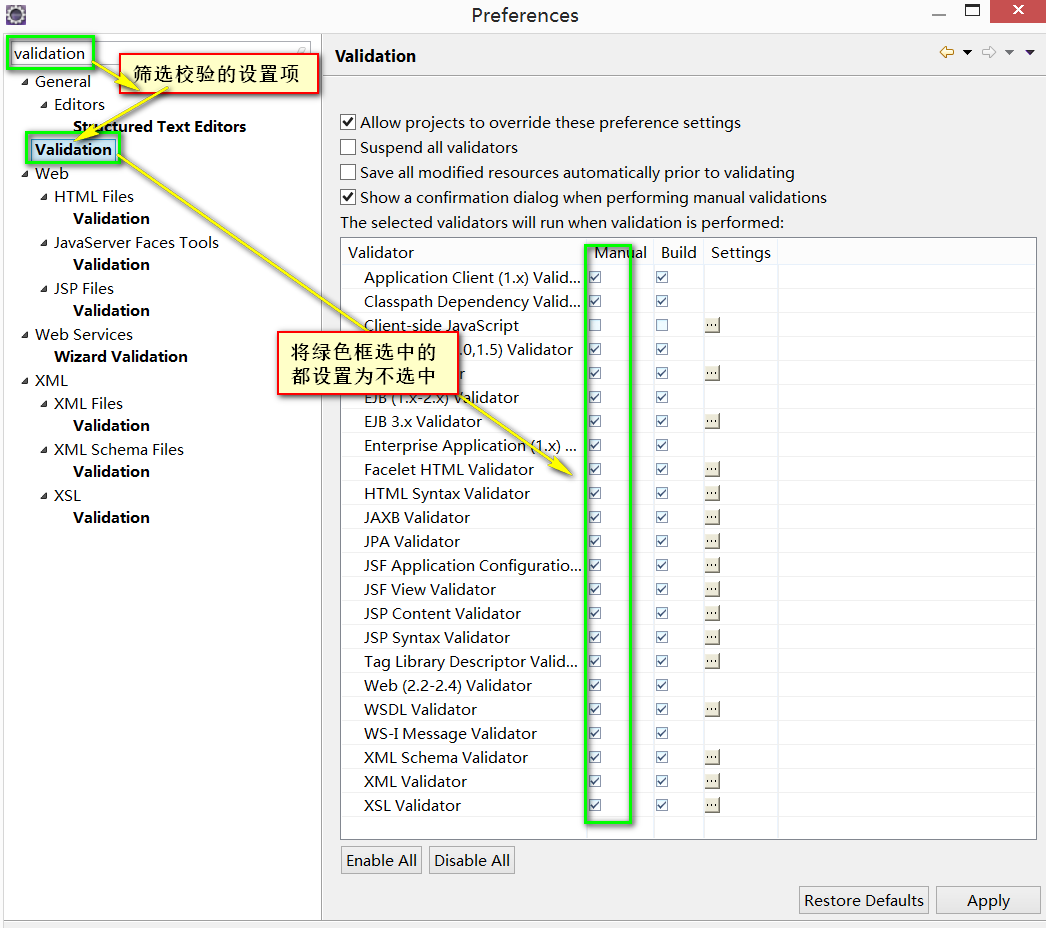 Preferences
validation
筛选校验的设置项
General
Editors
Structured Text Editors
Validation
Web
HTML Files
Validation
JavaServer Faces Tools
Validation
JSP Files
Validation
Web Services
Wizard Validation
XML
XML Files
Validation
XML Schema Files
Validation
XSL
Validation
Validation
Allow projects to override these preference settings
Suspend all validators
Save all modified resources automatically prior to validating
Show a confirmation dialog when performing manual validations
The selected validators will run when validation is performed:
Validator Manual Build Settings
Application Client (1.x) Valid...
Classpath Dependency Valid...
Client-side JavaScript
.0,1.5) Validator
将绿色框选中的
都设置为不选中
EJB (1.x-2.x) Validator
EJB 3.x Validator
Enterprise Application (1.x) ...
Facelet HTML Validator
HTML Syntax Validator
JAXB Validator
JPA Validator
JSF Application Configuratio...
JSF View Validator
JSP Content Validator
JSP Syntax Validator
Tag Library Descriptor Valid...
Web (2.2-2.4) Validator
WSDL Validator
WS-I Message Validator
XML Schema Validator
XML Validator
XSL Validator
Enable All Disable All
Restore Defaults Apply